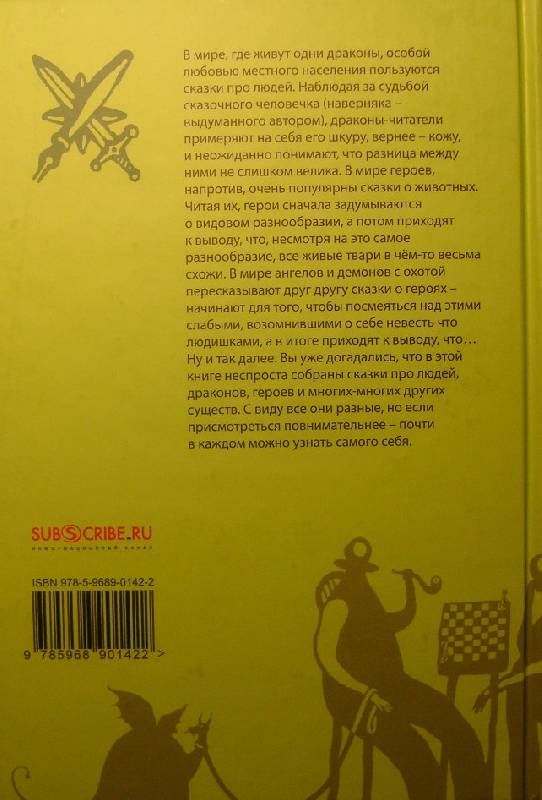 В мире, где живут одни драконы, особой
любовью местного населения пользуются
сказки про людей. Наблюдая за судьбой
сказочного человечка (наверняка –
выдуманного автором), драконы-читатели
примеряют на себя его шкуру, вернее – кожу,
и неожиданно понимают, что разница между
ними не слишком велика. В мире героев,
напротив, очень популярны сказки о животных.
Читая их, герои сначала задумываются
о видовом разнообразии, а потом приходят
к выводу, что, несмотря на это самое
разнообразие, все живые твари в чём-то весьма
схожи. В мире ангелов и демонов с охотой
пересказывают друг другу сказки о героях –
начинают для того, чтобы посмеяться над этими
слабыми, возомнившими о себе невесть что
людишками, а в итоге приходят к выводу, что...
Ну и так далее. Вы уже догадались, что в этой
книге неспроста собраны сказки про людей,
драконов, героев и многих-многих других
существ. С виду все они разные, но если
присмотреться повнимательнее – почти
в каждом можно узнать самого себя.
SUBSCRIBE.RU
ИНФОРМАЦИОННЫЙ КАНАЛ
ISBN 978-5-9689-0142-2
9 785968 901422 >